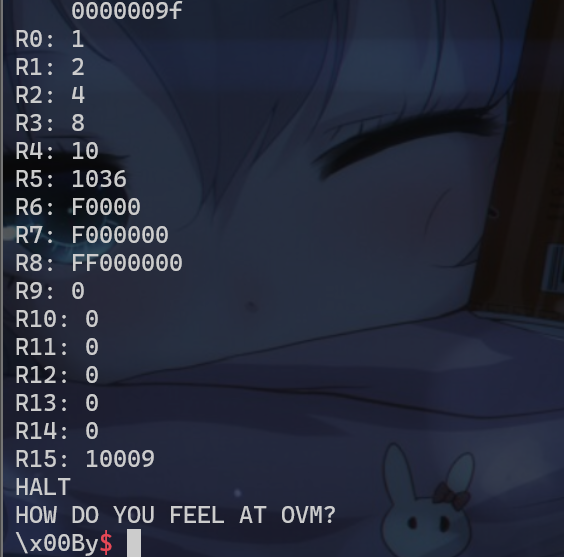 0000009f
R0: 1
R1: 2
R2: 4
R3: 8
R4: 10
R5: 1036
R6: F0000
R7: F000000
R8: FF000000
R9: 0
R10: 0
R11: 0
R12: 0
R13: 0
R14: 0
R15: 10009
HALT
HOW DO YOU FEEL AT OVM?
\x00By$